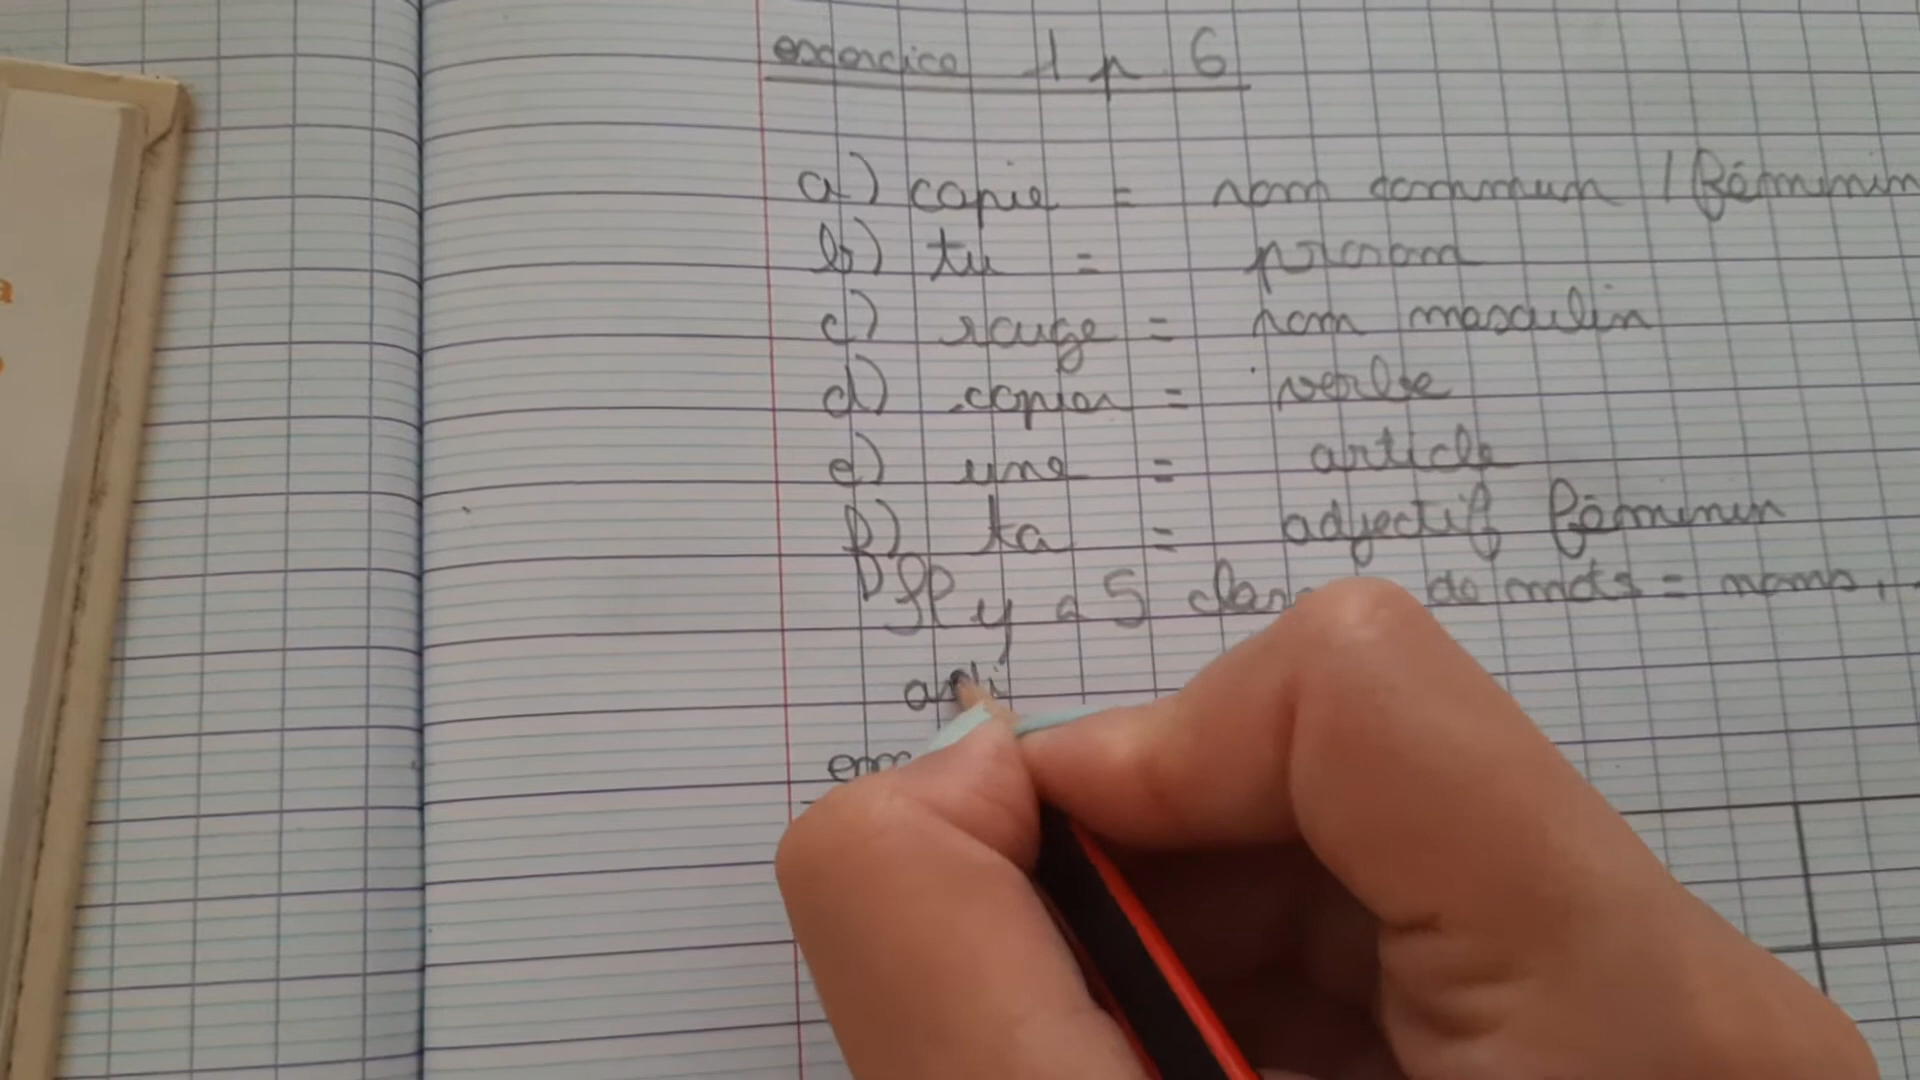 exercice 1 p 6
a) copie = nom commun / féminin
b) tu = pronom
c) rouge = nom masculin
d) copier = verbe
e) une = article
f) ta = adjectif féminin
Il y a 5 de mots = noms,